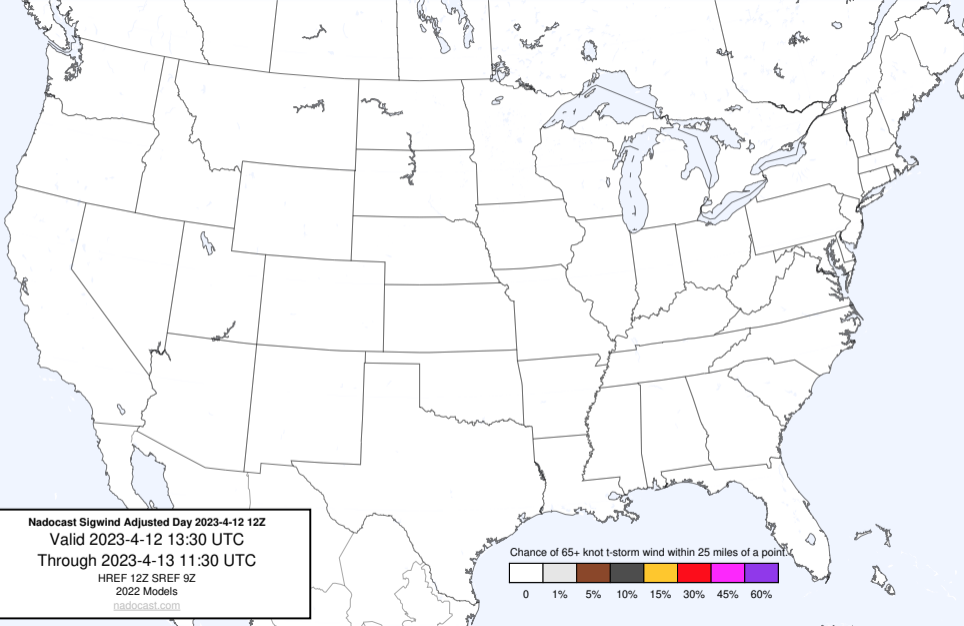 Nadocast Sigwind Adjusted Day 2023-4-12 12Z
Valid 2023-4-12 13:30 UTC
Through 2023-4-13 11:30 UTC
HREF 12Z SREF 9Z
2022 Models
nadocast.com
Chance of 65+ knot t-storm wind within 25 miles of a point.
0 1% 5% 10% 15% 30% 45% 60%